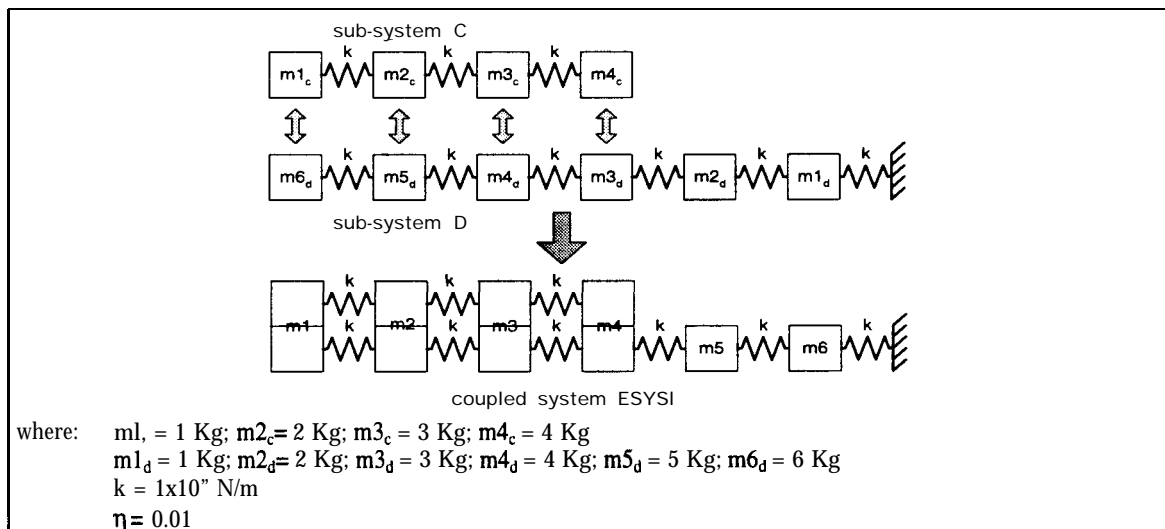 sub-system C
k k k
m1c m2c m3c m4c
k k k k k k
m6d m5d m4d m3d m2d m1d
sub-system D
k k k
m1 m2 m3 m4 k k k
k k k m5 m6
coupled system ESYSI
where: ml, = 1 Kg; m2c= 2 Kg; m3c = 3 Kg; m4c = 4 Kg
m1d = 1 Kg; m2d= 2 Kg; m3d = 3 Kg; m4d = 4 Kg; m5d = 5 Kg; m6d = 6 Kg
k = 1x10" N/m
η = 0.01